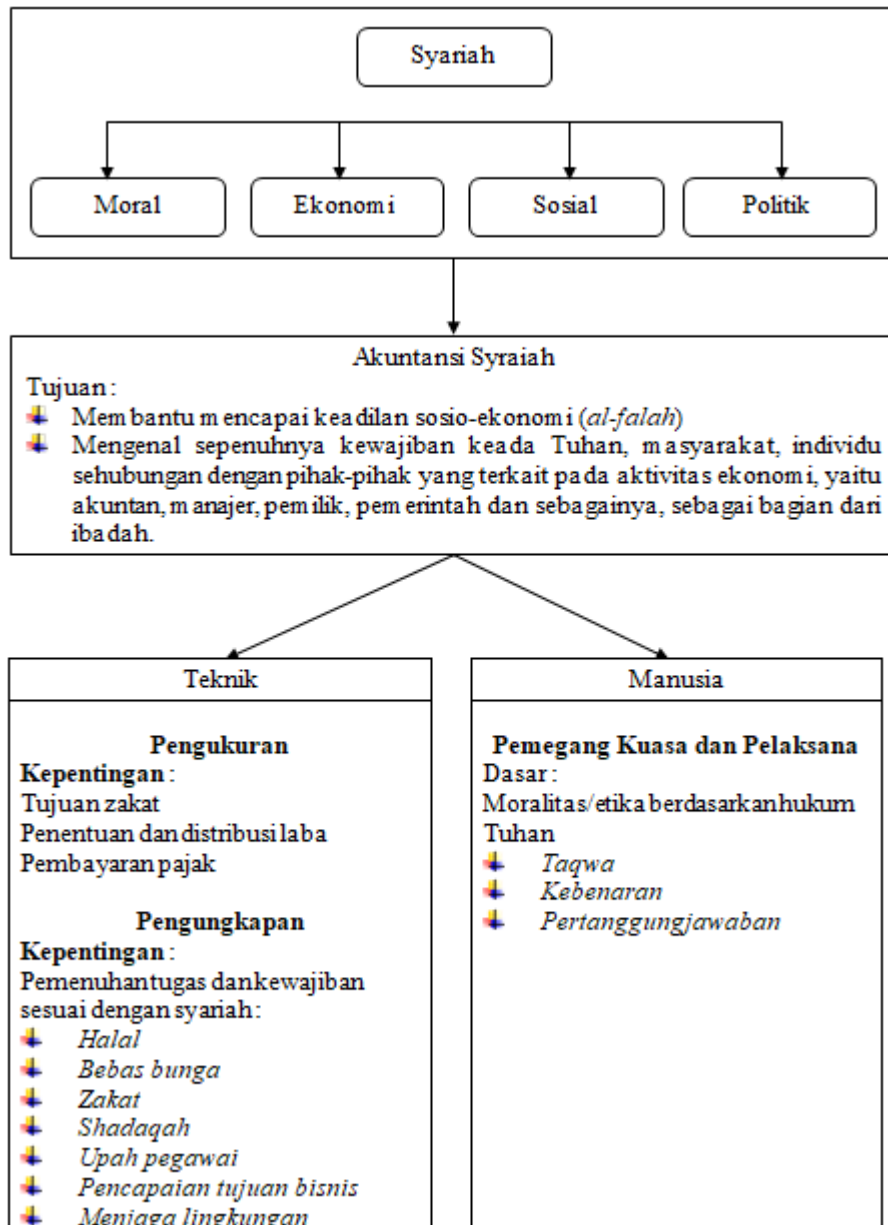 Syariah
Moral
Ekonomi
Sosial
Politik
Akuntansi Syraiah
Tujuan :
Membantu mencapai keadilan sosio-ekonomi (al-falah)
Mengenal sepenuhnya kewajiban keada Tuhan, masyarakat, individu
sehubungan dengan pihak-pihak yang terkait pada aktivitas ekonomi, yaitu
akuntan, manajer, pemilik, pemerintah dan sebagainya, sebagai bagian dari
ibadah.
Teknik
Pengukuran
Kepentingan :
Tujuan zakat
Penentuan dan distribusi laba
Pembayaran pajak
Pengungkapan
Kepentingan :
Pemenuhan tugas dan kewajiban
sesuai dengan syariah :
Halal
Bebas bunga
Zakat
Shadaqah
Upah pegawai
Pencapaian tujuan bisnis
Menjaga lingkungan
Manusia
Pemegang Kuasa dan Pelaksana
Dasar :
Moralitas/etika berdasarkan hukum
Tuhan
Taqwa
Kebenaran
Pertanggungjawaban